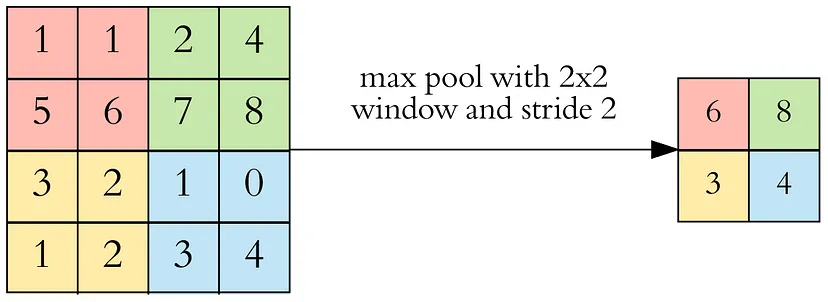 1 1 2 4
5 6 7 8
3 2 1 0
1 2 3 4
max pool with 2x2
window and stride 2
6 8
3 4